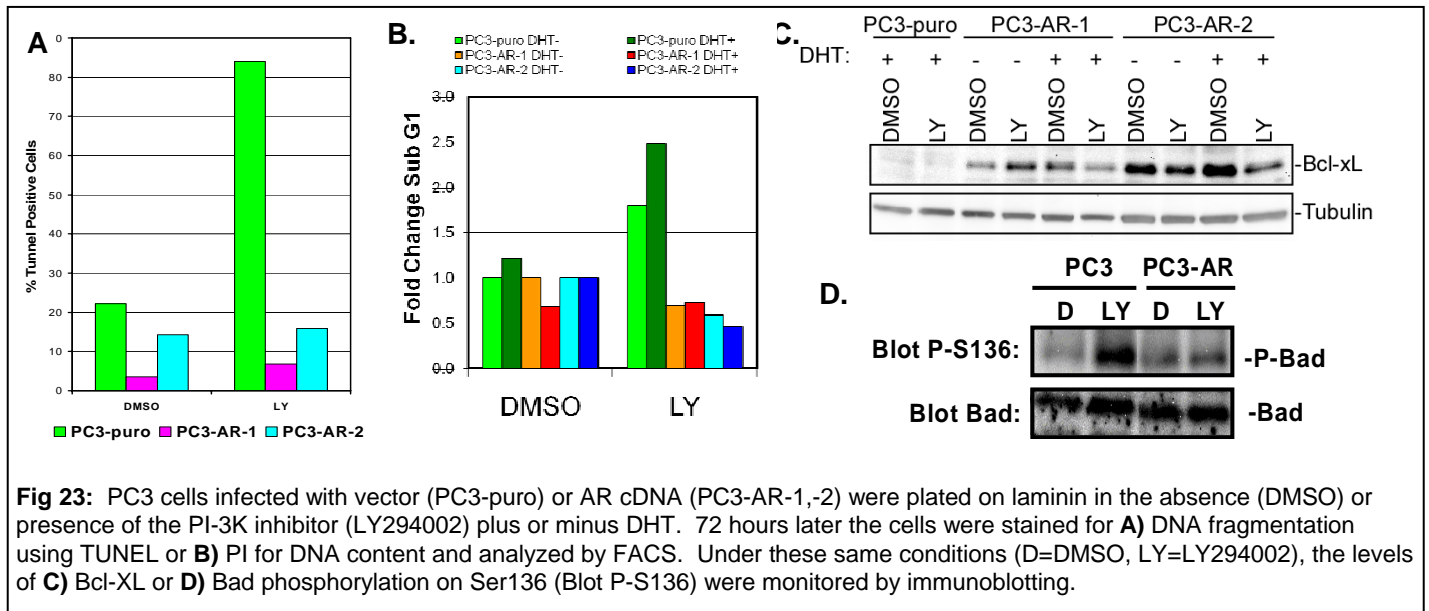 A
% Tunnel Positive Cells
0
80
70
60
50
40
30
20
10
0
DMSO LY
PC3-puro PC3-AR-1 PC3-AR-2
B.
PC3-puro DHT- PC3-puro DHT+
PC3-AR-1 DHT- PC3-AR-1 DHT+
PC3-AR-2 DHT- PC3-AR-2 DHT+
Fold Change Sub G1
3.0
2.5
2.0
1.5
1.0
0.5
0.0
DMSO LY
C.
PC3-puro PC3-AR-1 PC3-AR-2
DHT: + + - - + + - - + +
DMSO LY DMSO LY DMSO LY DMSO LY DMSO LY
-Bcl-xL
-Tubulin
D.
PC3 PC3-AR
D LY D LY
Blot P-S136: -P-Bad
Blot Bad: -Bad
Fig 23: PC3 cells infected with vector (PC3-puro) or AR cDNA (PC3-AR-1,-2) were plated on laminin in the absence (DMSO) or
presence of the PI-3K inhibitor (LY294002) plus or minus DHT. 72 hours later the cells were stained for A) DNA fragmentation
using TUNEL or B) PI for DNA content and analyzed by FACS. Under these same conditions (D=DMSO, LY=LY294002), the levels
of C) Bcl-XL or D) Bad phosphorylation on Ser136 (Blot P-S136) were monitored by immunoblotting.